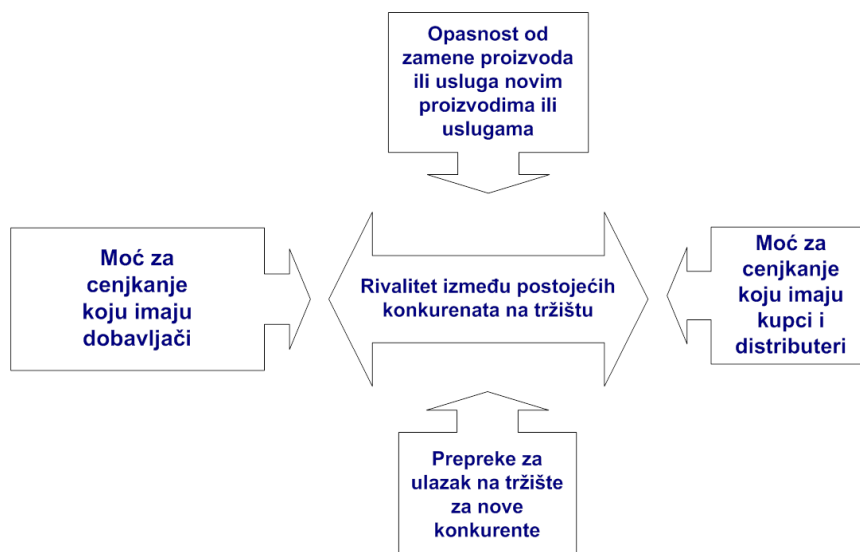 Opasnost od
zamene proizvoda
ili usluga novim
proizvodima ili
uslugama
Moć za
cenjkanje
koju imaju
dobavljači
Rivalitet između postojećih
konkurenata na tržištu
Moć za
cenjkanje
koju imaju
kupci i
distributeri
Prepreke za
ulazak na tržište
za nove
konkurente